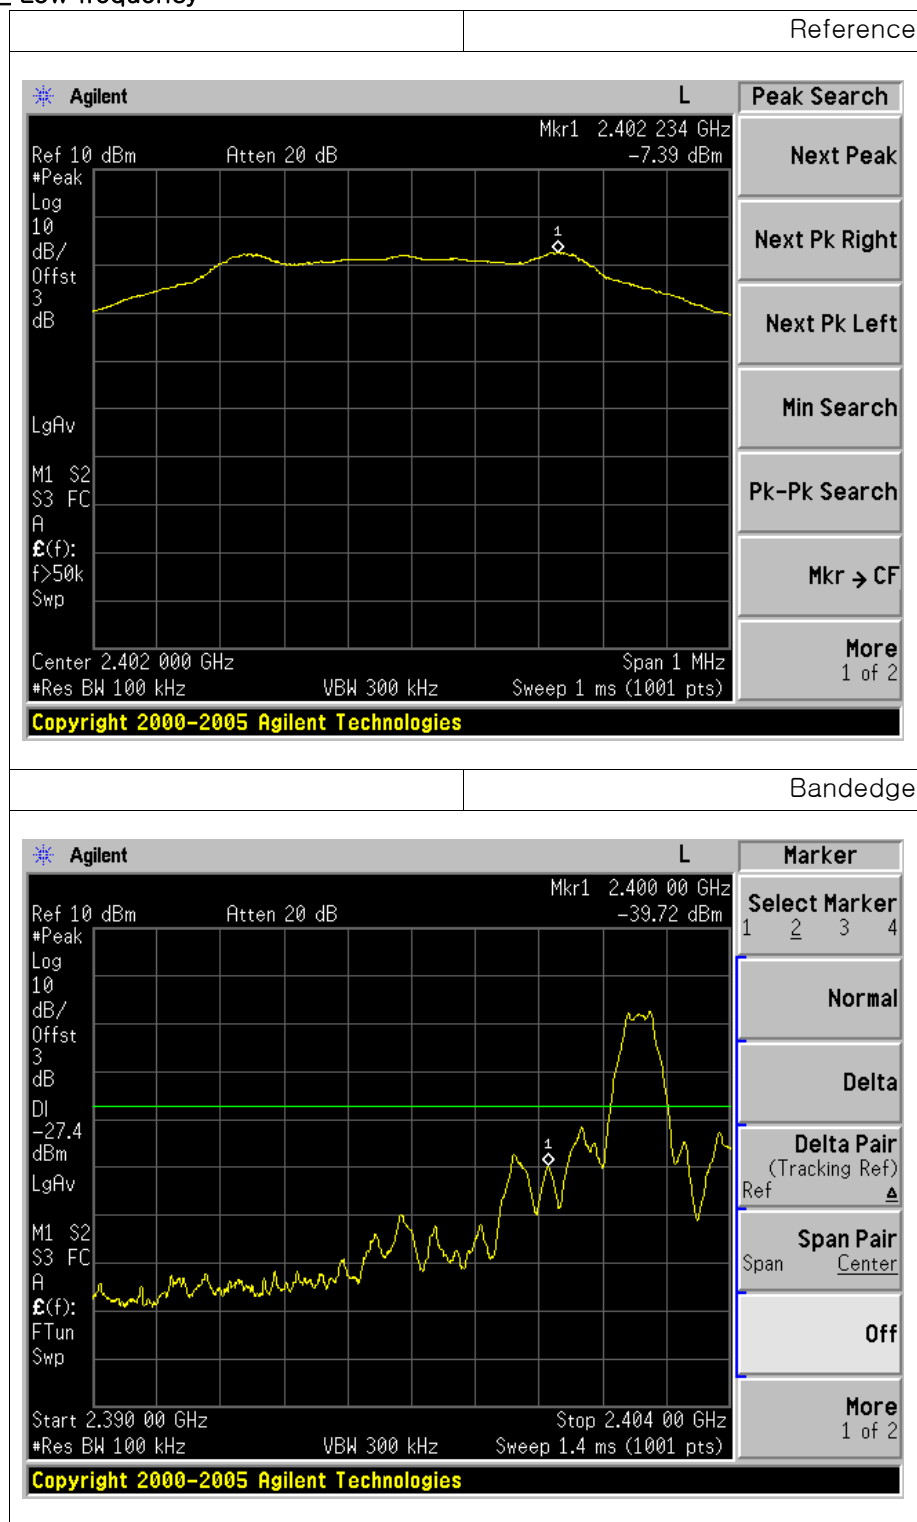 Low frequency
Reference
Agilent L Peak Search
Mkr1 2.402 234 GHz
Ref 10 dBm Atten 20 dB -7.39 dBm
#Peak
Log
10
dB/
Offst
3
dB
1
LgAv
M1 S2
S3 FC
A
£(f):
f>50k
Swp
Center 2.402 000 GHz Span 1 MHz
#Res BW 100 kHz VBW 300 kHz Sweep 1 ms (1001 pts)
Copyright 2000-2005 Agilent Technologies
Next Peak
Next Pk Right
Next Pk Left
Min Search
Pk-Pk Search
Mkr → CF
More
1 of 2
Bandedge
Agilent L Marker
Mkr1 2.400 00 GHz
Ref 10 dBm Atten 20 dB -39.72 dBm
#Peak
Log
10
dB/
Offst
3
dB
DI
-27.4
dBm
LgAv
1
M1 S2
S3 FC
A
£(f):
FTun
Swp
Start 2.390 00 GHz Stop 2.404 00 GHz
#Res BW 100 kHz VBW 300 kHz Sweep 1.4 ms (1001 pts)
Copyright 2000-2005 Agilent Technologies
Select Marker
1 2 3 4
Normal
Delta
Delta Pair
(Tracking Ref)
Ref Δ
Span Pair
Span Center
Off
More
1 of 2